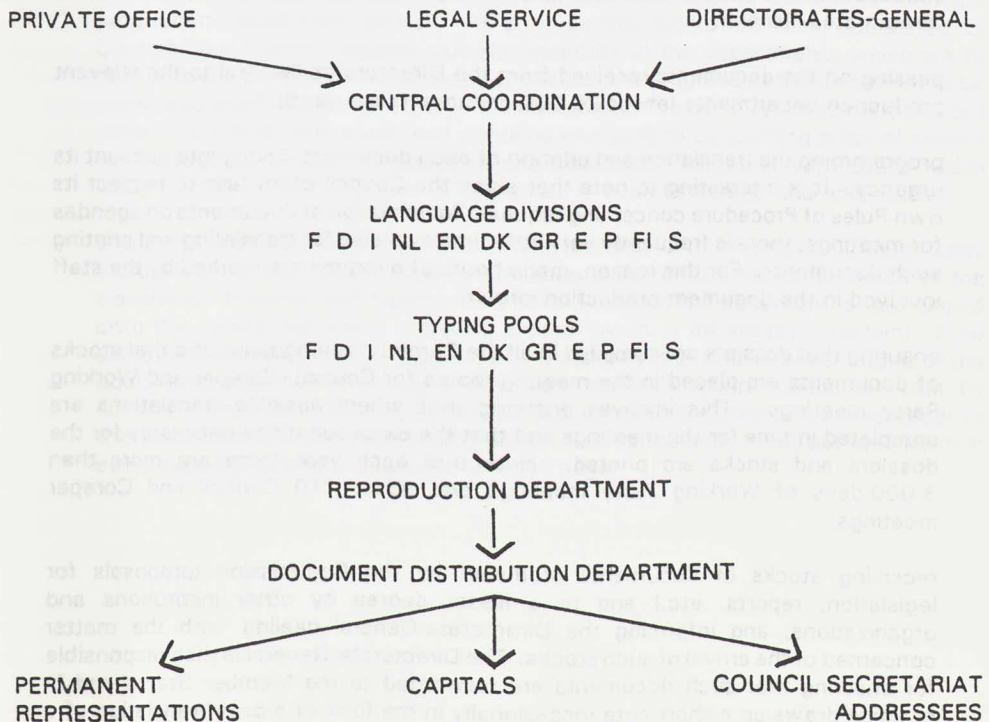 PRIVATE OFFICE LEGAL SERVICE DIRECTORATES-GENERAL
CENTRAL COORDINATION
LANGUAGE DIVISIONS
F D I NL EN DK GR E P FI S
TYPING POOLS
F D I NL EN DK GR E P FI S
REPRODUCTION DEPARTMENT
DOCUMENT DISTRIBUTION DEPARTMENT
PERMANENT REPRESENTATIONS
CAPITALS
COUNCIL SECRETARIAT
ADDRESSEES